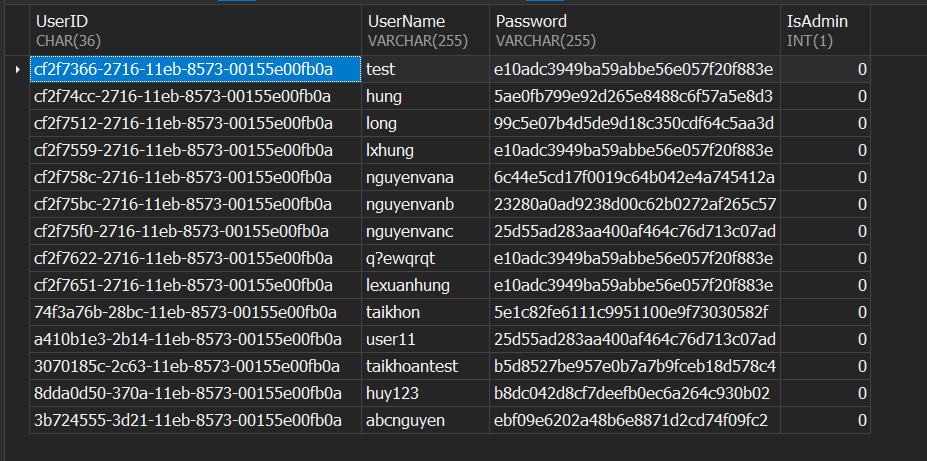 UserID UserName Password IsAdmin
CHAR(36) VARCHAR(255) VARCHAR(255) INT(1)
cf2f7366-2716-11eb-8573-00155e00fb0a test e10adc3949ba59abbe56e057f20f883e 0
cf2f74cc-2716-11eb-8573-00155e00fb0a hung 5ae0fb799e92d265e8488c6f57a5e8d3 0
cf2f7512-2716-11eb-8573-00155e00fb0a long 99c5e07b4d5de9d18c350cdf64c5aa3d 0
cf2f7559-2716-11eb-8573-00155e00fb0a lxhung e10adc3949ba59abbe56e057f20f883e 0
cf2f758c-2716-11eb-8573-00155e00fb0a nguyenvana 6c44e5cd17f0019c64b042e4a745412a 0
cf2f75bc-2716-11eb-8573-00155e00fb0a nguyenvanb 23280a0ad9238d00c62b0272af265c57 0
cf2f75f0-2716-11eb-8573-00155e00fb0a nguyenvanc 25d55ad283aa400af464c76d713c07ad 0
cf2f7622-2716-11eb-8573-00155e00fb0a q?ewqrqt e10adc3949ba59abbe56e057f20f883e 0
cf2f7651-2716-11eb-8573-00155e00fb0a lexuanhung e10adc3949ba59abbe56e057f20f883e 0
74f3a76b-28bc-11eb-8573-00155e00fb0a taikhon 5e1c82fe6111c9951100e9f73030582f 0
a410b1e3-2b14-11eb-8573-00155e00fb0a user11 25d55ad283aa400af464c76d713c07ad 0
3070185c-2c63-11eb-8573-00155e00fb0a taikhoantest b5d8527be957e0b7a7b9fceb18d578c4 0
8dda0d50-370a-11eb-8573-00155e00fb0a huy123 b8dc042d8cf7deefb0ec6a264c930b02 0
3b724555-3d21-11eb-8573-00155e00fb0a abcnguyen ebf09e6202a48b6e8871d2cd74f09fc2 0